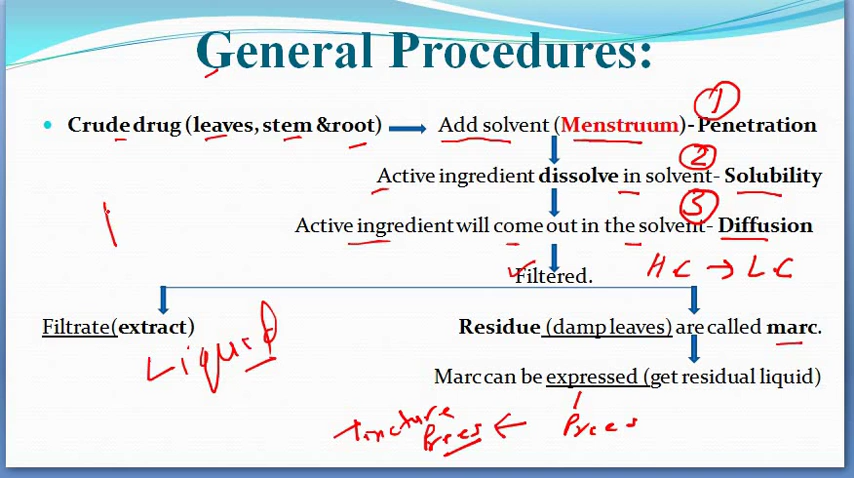 General Procedures:
Crude drug (leaves, stem &root) Add solvent (Menstruum)- Penetration
1
2
Active ingredient dissolve in solvent- Solubility
3
Active ingredient will come out in the solvent- Diffusion
Filtered. HC → LC
Filtrate(extract) Residue (damp leaves) are called marc.
Liquid
Marc can be expressed (get residual liquid)
Tincture
Prees ← Prees